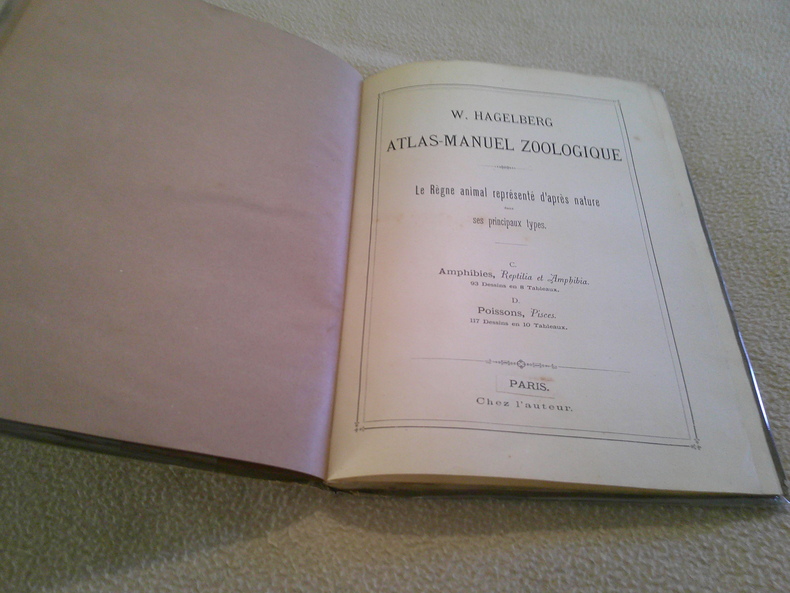 W. HAGELBERG
ATLAS-MANUEL ZOOLOGIQUE
Le Règne animal représenté d'après nature
dans
ses principaux types.
C.
Amphibies, Reptilia et Amphibia.
93 Dessins en 8 Tableaux.
D.
Poissons, Pisces.
117 Dessins en 10 Tableaux.
PARIS.
Chez l'auteur.